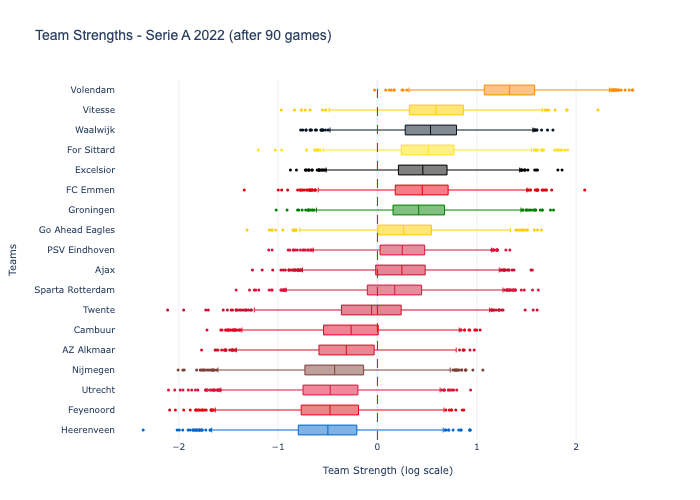 Team Strengths - Serie A 2022 (after 90 games)
Volendam
Vitesse
Waalwijk
For Sittard
Excelsior
FC Emmen
Groningen
Go Ahead Eagles
PSV Eindhoven
Ajax
Sparta Rotterdam
Twente
Cambuur
AZ Alkmaar
Nijmegen
Utrecht
Feyenoord
Heerenveen
Teams
−2 −1 0 1 2
Team Strength (log scale)